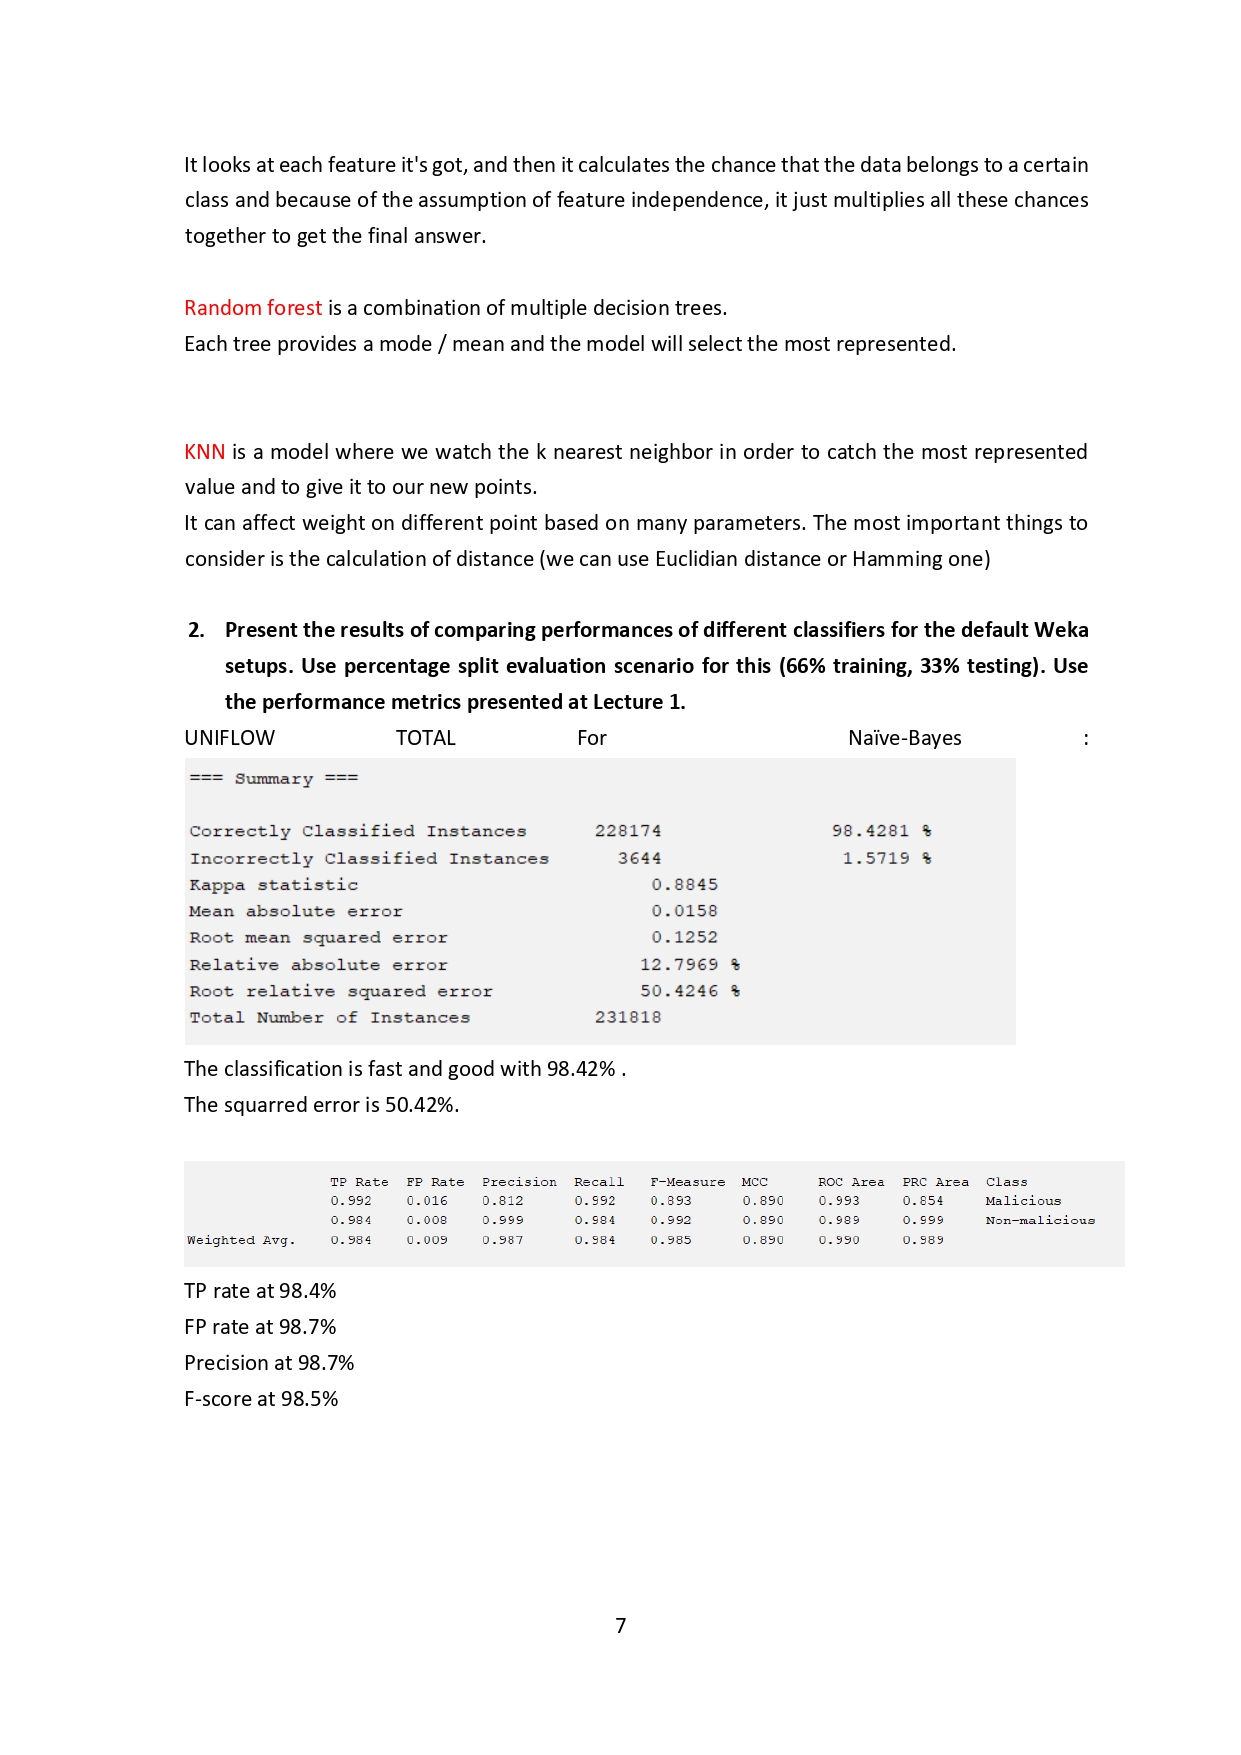 It looks at each feature it's got, and then it calculates the chance that the data belongs to a certain
class and because of the assumption of feature independence, it just multiplies all these chances
together to get the final answer.
Random forest is a combination of multiple decision trees.
Each tree provides a mode / mean and the model will select the most represented.
KNN is a model where we watch the k nearest neighbor in order to catch the most represented
value and to give it to our new points.
It can affect weight on different point based on many parameters. The most important things to
consider is the calculation of distance (we can use Euclidian distance or Hamming one)
2. Present the results of comparing performances of different classifiers for the default Weka
setups. Use percentage split evaluation scenario for this (66% training, 33% testing). Use
the performance metrics presented at Lecture 1.
UNIFLOW TOTAL For Naïve-Bayes :
=== Summary ===
Correctly Classified Instances 228174 98.4281 %
Incorrectly Classified Instances 3644 1.5719 %
Kappa statistic 0.8845
Mean absolute error 0.0158
Root mean squared error 0.1252
Relative absolute error 12.7969 %
Root relative squared error 50.4246 %
Total Number of Instances 231818
The classification is fast and good with 98.42% .
The squarred error is 50.42%.
TP Rate FP Rate Precision Recall F-Measure MCC ROC Area PRC Area Class
0.992 0.016 0.812 0.992 0.893 0.890 0.993 0.854 Malicious
0.984 0.008 0.999 0.984 0.992 0.890 0.989 0.999 Non-malicious
Weighted Avg. 0.984 0.009 0.987 0.984 0.985 0.890 0.990 0.989
TP rate at 98.4%
FP rate at 98.7%
Precision at 98.7%
F-score at 98.5%
7